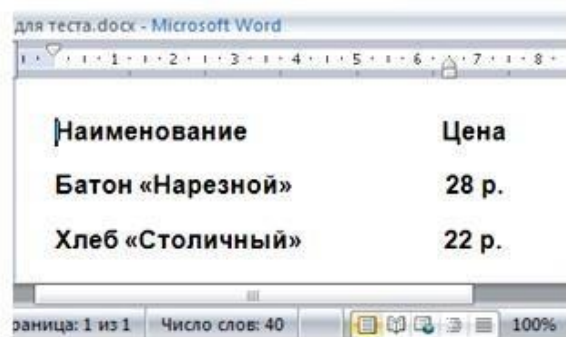 для теста.docx - Microsoft Word
1 2 3 4 5 6 7 8
Наименование Цена
Батон «Нарезной» 28 р.
Хлеб «Столичный» 22 р.
раница: 1 из 1 Число слов: 40 100%